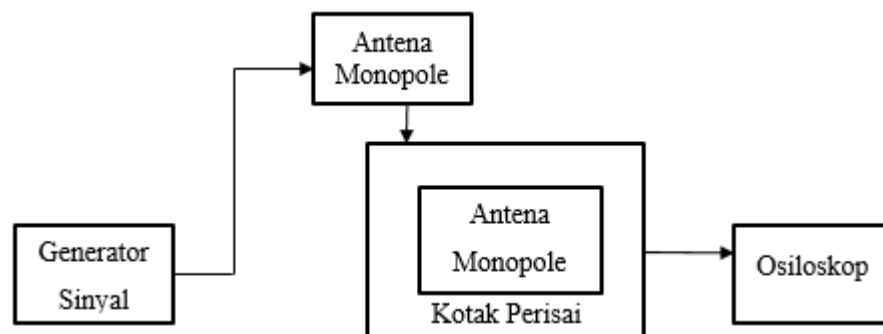 Antena
Monopole
Generator
Sinyal
Antena
Monopole
Kotak Perisai
Osiloskop